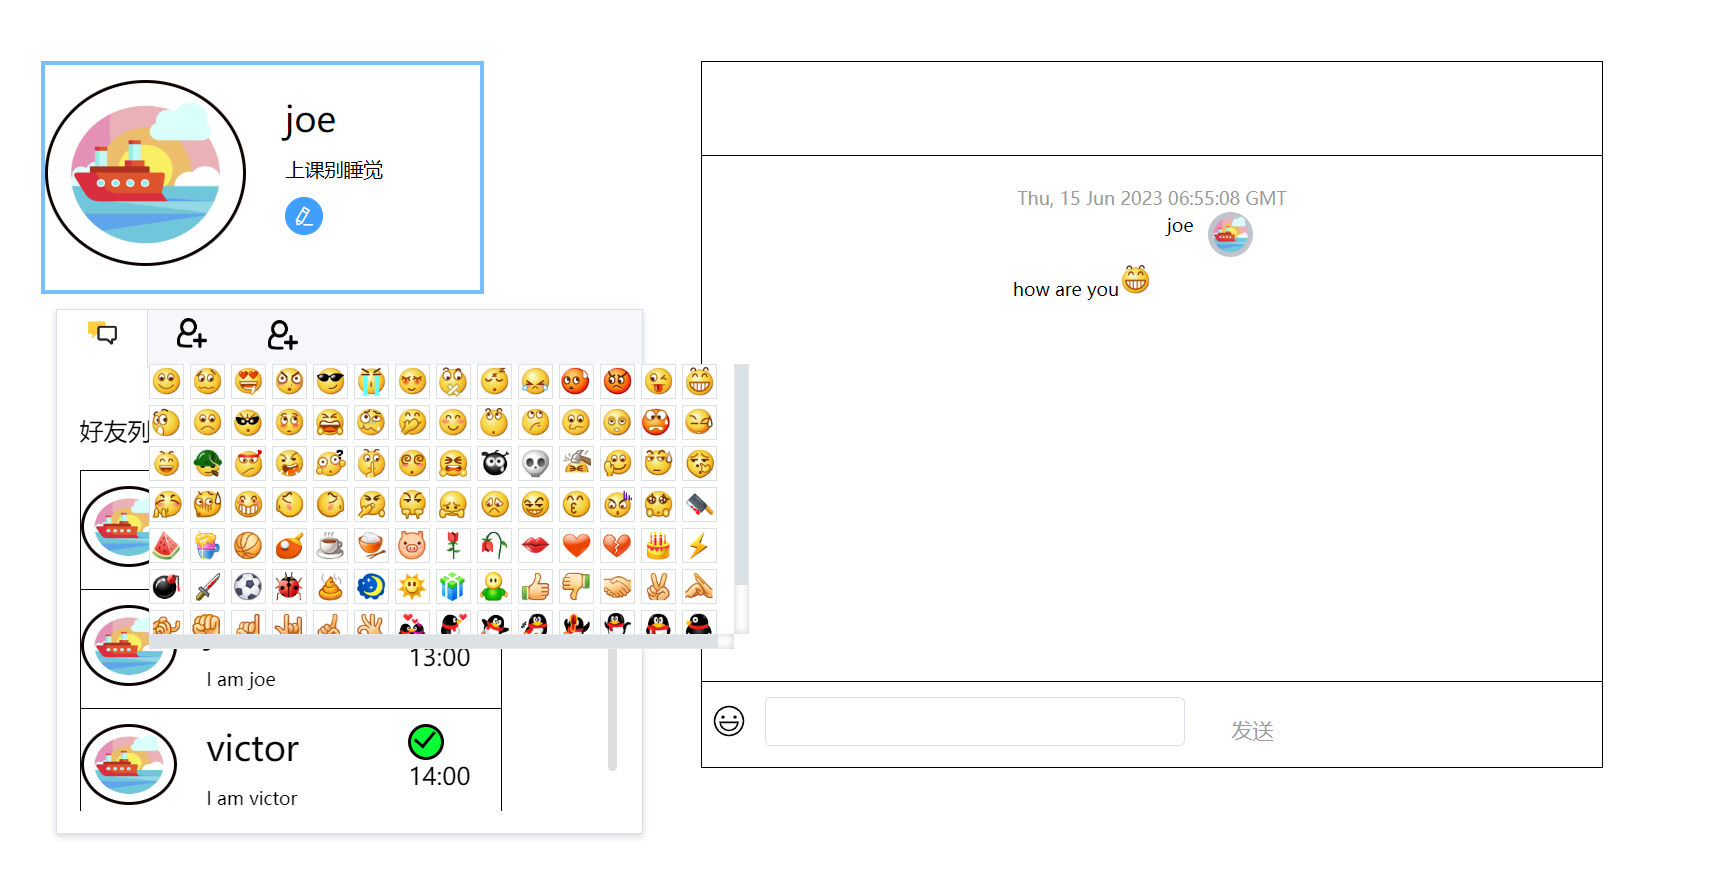 joe
上课别睡觉
好友列
13:00
I am joe
victor
14:00
I am victor
Thu, 15 Jun 2023 06:55:08 GMT
joe
how are you
发送